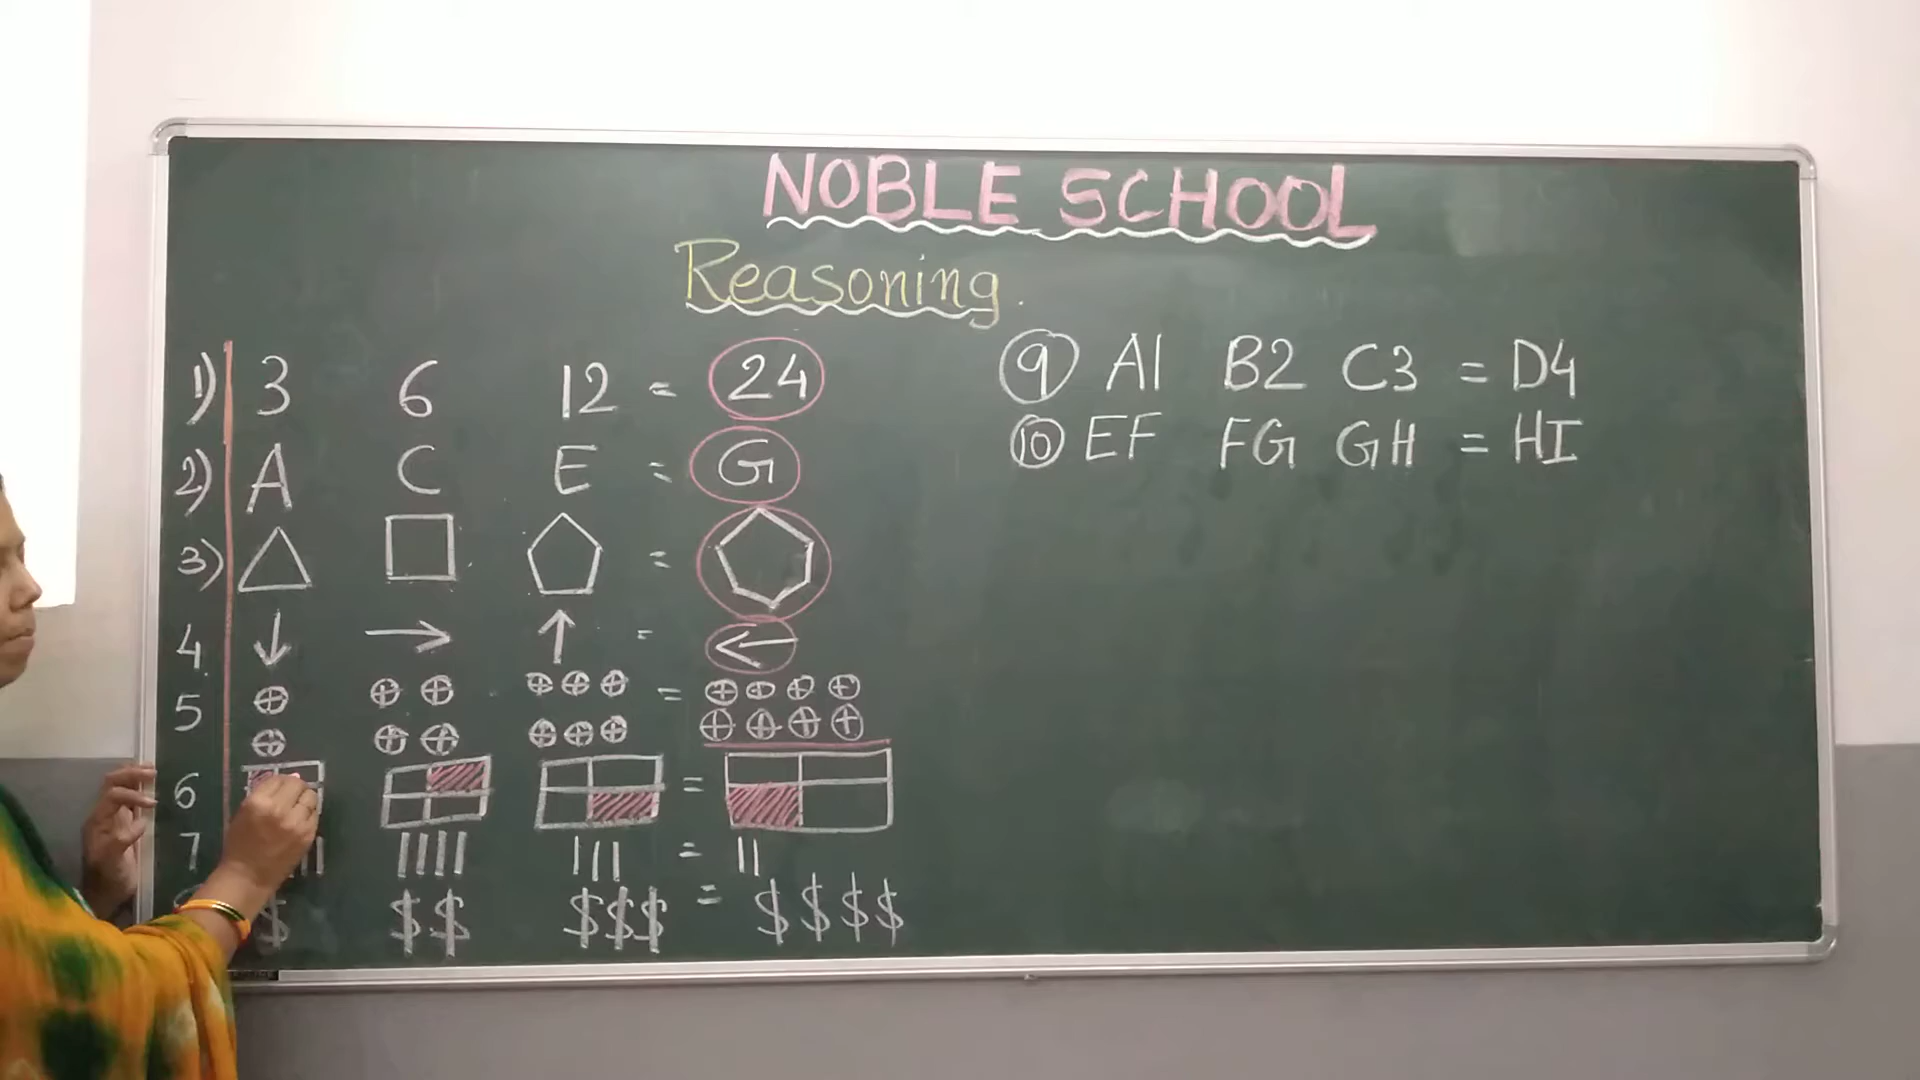 NOBLE SCHOOL
Reasoning.
1) 3 6 12 = 24
2) A C E = G
3) =
4. ↓ → ↑ = ←
5 ⊕ ⊕ ⊕ ⊕ ⊕ ⊕ = ⊕ ⊕ ⊕ ⊕
⊕ ⊕ ⊕ ⊕ ⊕ ⊕ ⊕ ⊕ ⊕ ⊕
6 =
7 |||| ||| = ||
$ $$ $$$ = $$$$
9 A1 B2 C3 = D4
10 EF FG GH = HI